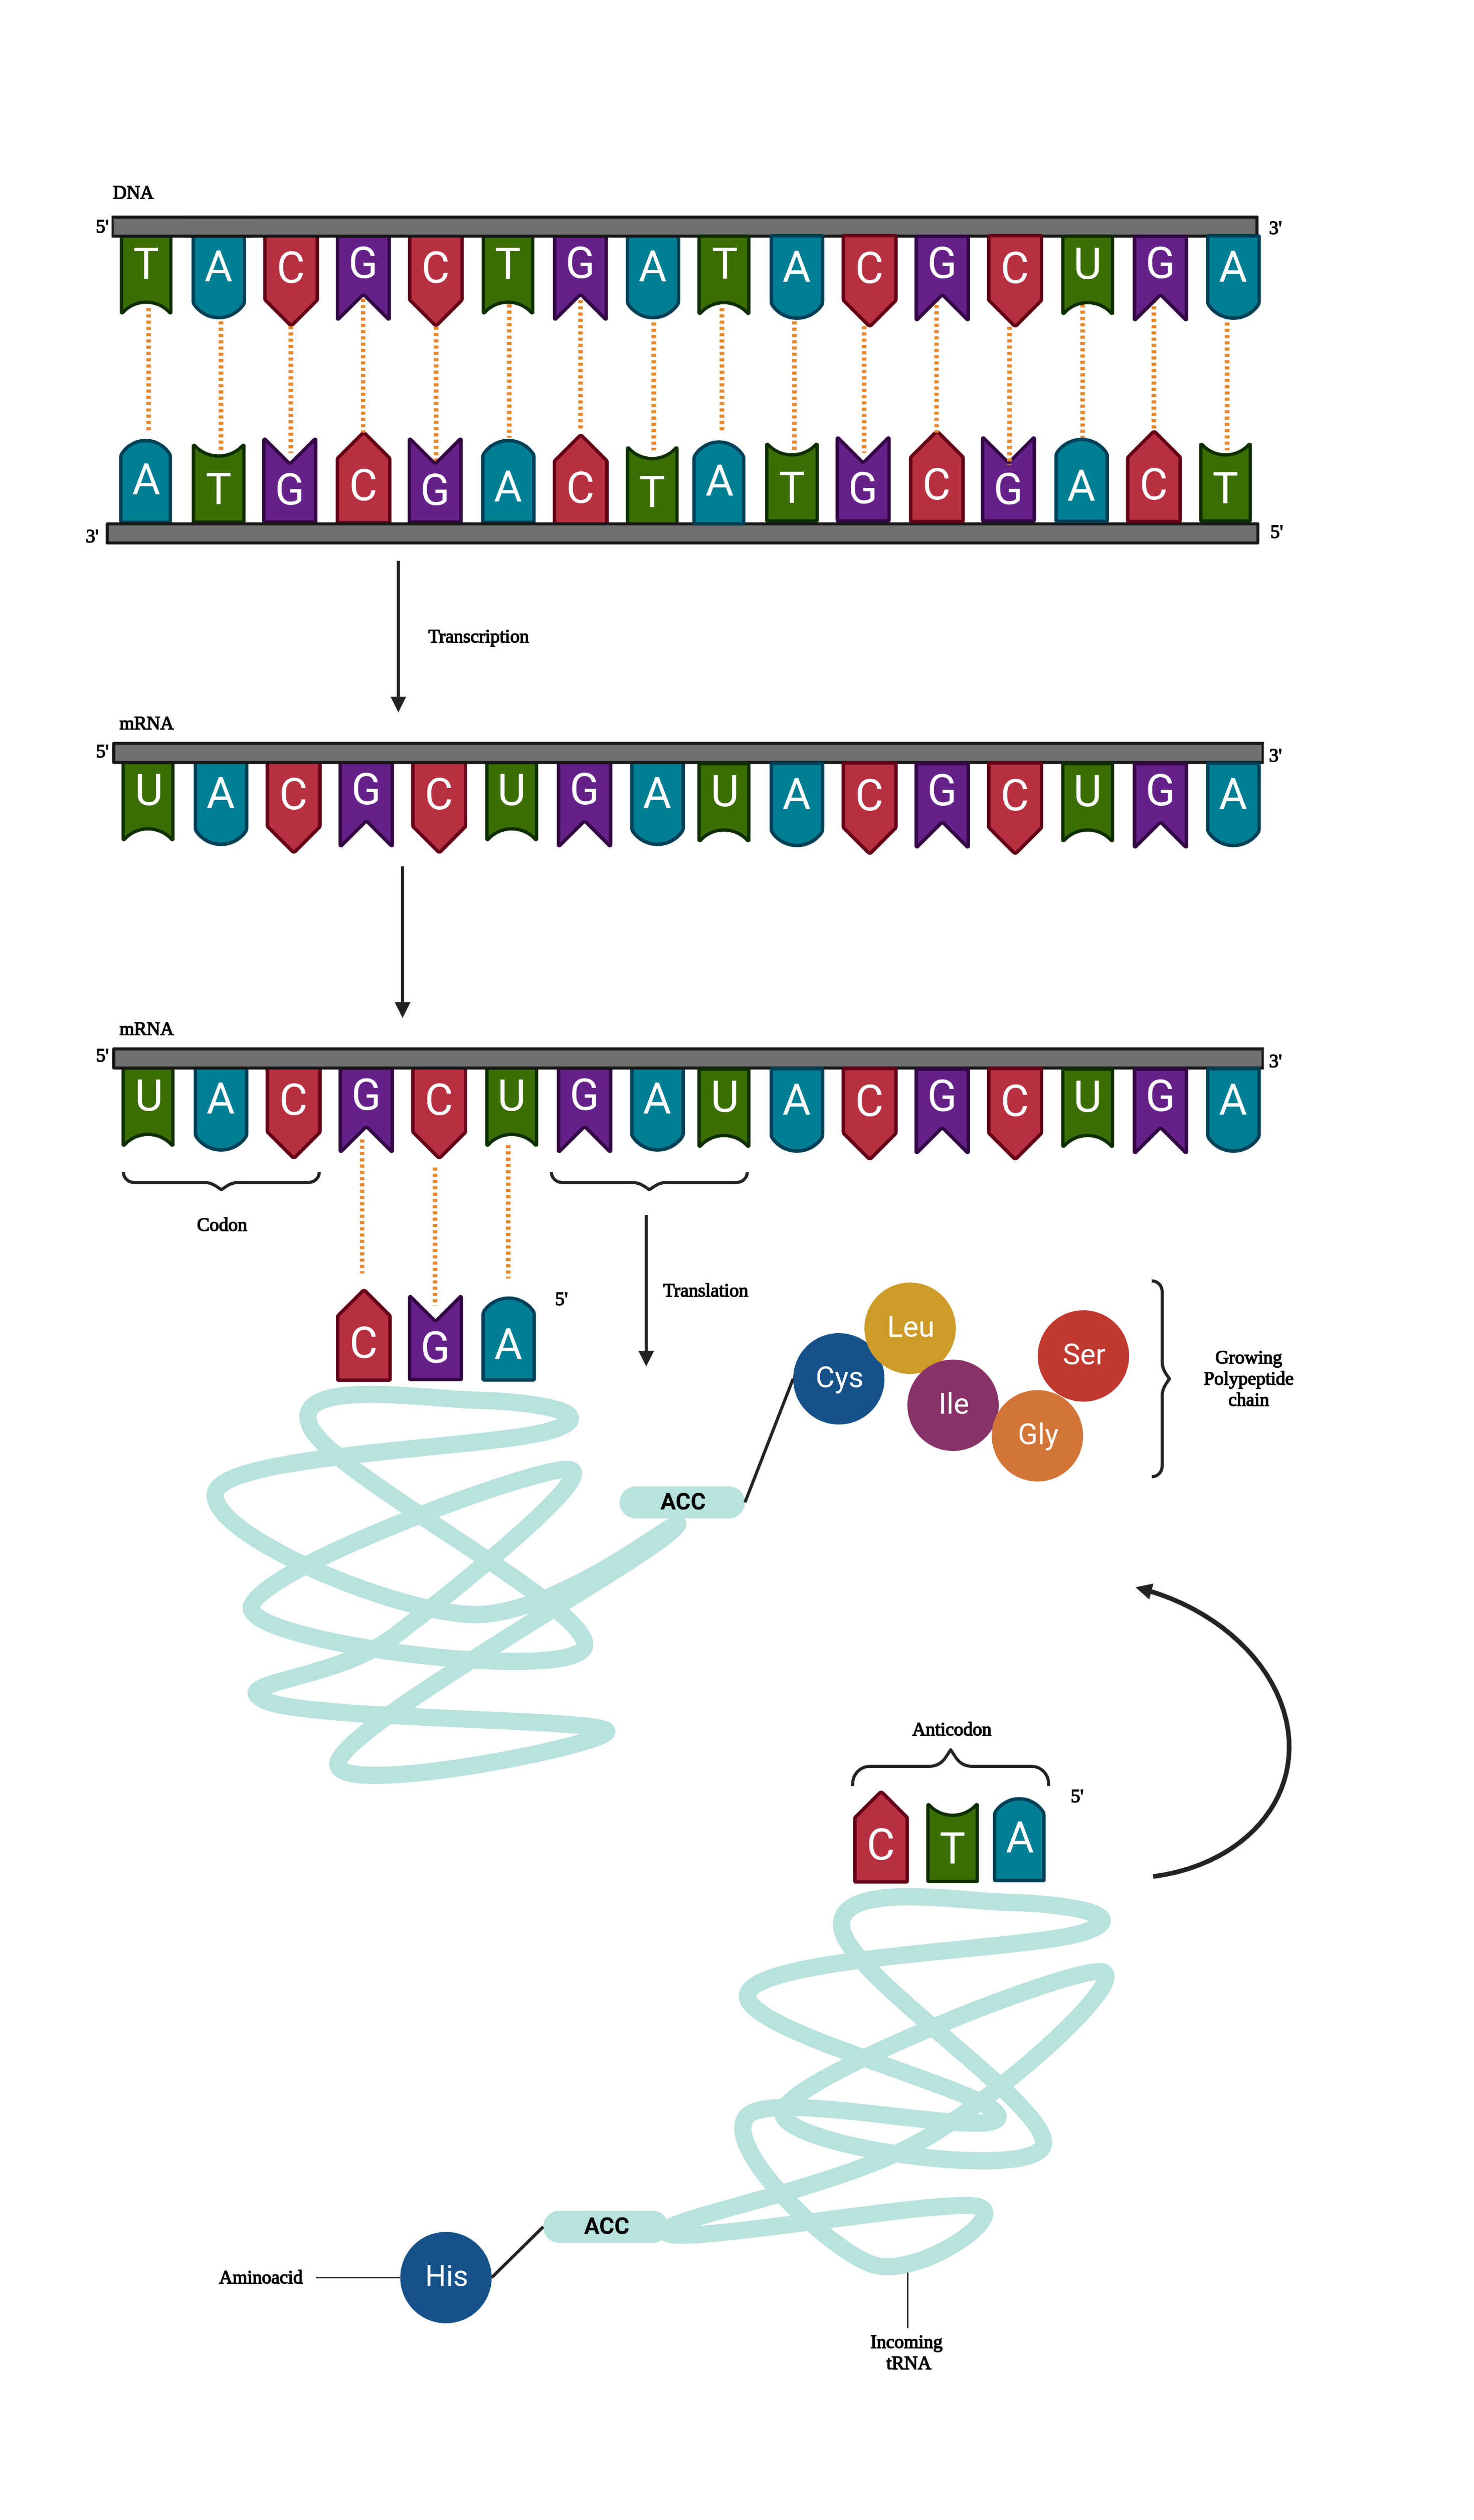 DNA
5' 3'
T A C G C T G A T A C G C U G A
A T G C G A C T A T G C G A C T
3' 5'
Transcription
mRNA
5' 3'
U A C G C U G A U A C G C U G A
mRNA
5' 3'
U A C G C U G A U A C G C U G A
Codon
C G A 5'
Translation
Cys Leu Ile Gly Ser
Growing
Polypeptide
chain
ACC
Anticodon
5'
C T A
ACC
Aminoacid His
Incoming
tRNA